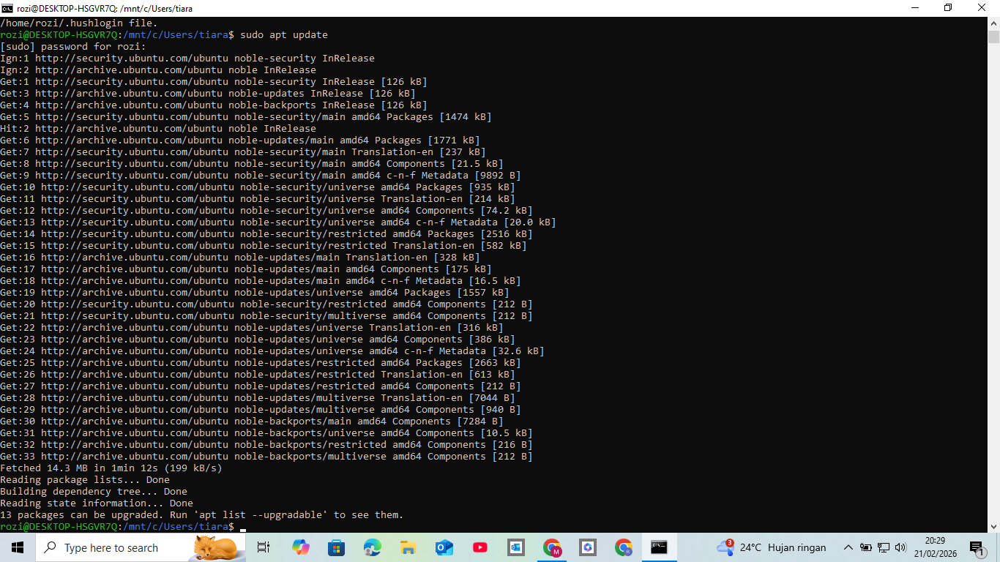 rozi@DESKTOP-HSGVR7Q: /mnt/c/Users/tiara
/home/rozi/.hushlogin file.
rozi@DESKTOP-HSGVR7Q:/mnt/c/Users/tiara$ sudo apt update
[sudo] password for rozi:
Ign:1 http://security.ubuntu.com/ubuntu noble-security InRelease
Ign:2 http://archive.ubuntu.com/ubuntu noble InRelease
Get:1 http://security.ubuntu.com/ubuntu noble-security InRelease [126 kB]
Get:3 http://archive.ubuntu.com/ubuntu noble-updates InRelease [126 kB]
Get:4 http://archive.ubuntu.com/ubuntu noble-backports InRelease [126 kB]
Get:5 http://security.ubuntu.com/ubuntu noble-security/main amd64 Packages [1474 kB]
Hit:2 http://archive.ubuntu.com/ubuntu noble InRelease
Get:6 http://archive.ubuntu.com/ubuntu noble-updates/main amd64 Packages [1771 kB]
Get:7 http://security.ubuntu.com/ubuntu noble-security/main Translation-en [237 kB]
Get:8 http://security.ubuntu.com/ubuntu noble-security/main amd64 Components [21.5 kB]
Get:9 http://security.ubuntu.com/ubuntu noble-security/main amd64 c-n-f Metadata [9892 B]
Get:10 http://security.ubuntu.com/ubuntu noble-security/universe amd64 Packages [935 kB]
Get:11 http://security.ubuntu.com/ubuntu noble-security/universe Translation-en [214 kB]
Get:12 http://security.ubuntu.com/ubuntu noble-security/universe amd64 Components [74.2 kB]
Get:13 http://security.ubuntu.com/ubuntu noble-security/universe amd64 c-n-f Metadata [20.0 kB]
Get:14 http://security.ubuntu.com/ubuntu noble-security/restricted amd64 Packages [2516 kB]
Get:15 http://security.ubuntu.com/ubuntu noble-security/restricted Translation-en [582 kB]
Get:16 http://archive.ubuntu.com/ubuntu noble-updates/main Translation-en [328 kB]
Get:17 http://archive.ubuntu.com/ubuntu noble-updates/main amd64 Components [175 kB]
Get:18 http://archive.ubuntu.com/ubuntu noble-updates/main amd64 c-n-f Metadata [16.5 kB]
Get:19 http://archive.ubuntu.com/ubuntu noble-updates/universe amd64 Packages [1557 kB]
Get:20 http://security.ubuntu.com/ubuntu noble-security/restricted amd64 Components [212 B]
Get:21 http://security.ubuntu.com/ubuntu noble-security/multiverse amd64 Components [212 B]
Get:22 http://archive.ubuntu.com/ubuntu noble-updates/universe Translation-en [316 kB]
Get:23 http://archive.ubuntu.com/ubuntu noble-updates/universe amd64 Components [386 kB]
Get:24 http://archive.ubuntu.com/ubuntu noble-updates/universe amd64 c-n-f Metadata [32.6 kB]
Get:25 http://archive.ubuntu.com/ubuntu noble-updates/restricted amd64 Packages [2663 kB]
Get:26 http://archive.ubuntu.com/ubuntu noble-updates/restricted Translation-en [613 kB]
Get:27 http://archive.ubuntu.com/ubuntu noble-updates/restricted amd64 Components [212 B]
Get:28 http://archive.ubuntu.com/ubuntu noble-updates/multiverse Translation-en [7044 B]
Get:29 http://archive.ubuntu.com/ubuntu noble-updates/multiverse amd64 Components [940 B]
Get:30 http://archive.ubuntu.com/ubuntu noble-backports/main amd64 Components [7284 B]
Get:31 http://archive.ubuntu.com/ubuntu noble-backports/universe amd64 Components [10.5 kB]
Get:32 http://archive.ubuntu.com/ubuntu noble-backports/restricted amd64 Components [216 B]
Get:33 http://archive.ubuntu.com/ubuntu noble-backports/multiverse amd64 Components [212 B]
Fetched 14.3 MB in 1min 12s (199 kB/s)
Reading package lists... Done
Building dependency tree... Done
Reading state information... Done
13 packages can be upgraded. Run 'apt list --upgradable' to see them.
rozi@DESKTOP-HSGVR7Q:/mnt/c/Users/tiara$
Type here to search
M
R
3
24°C Hujan ringan
20:29
21/02/2026
1